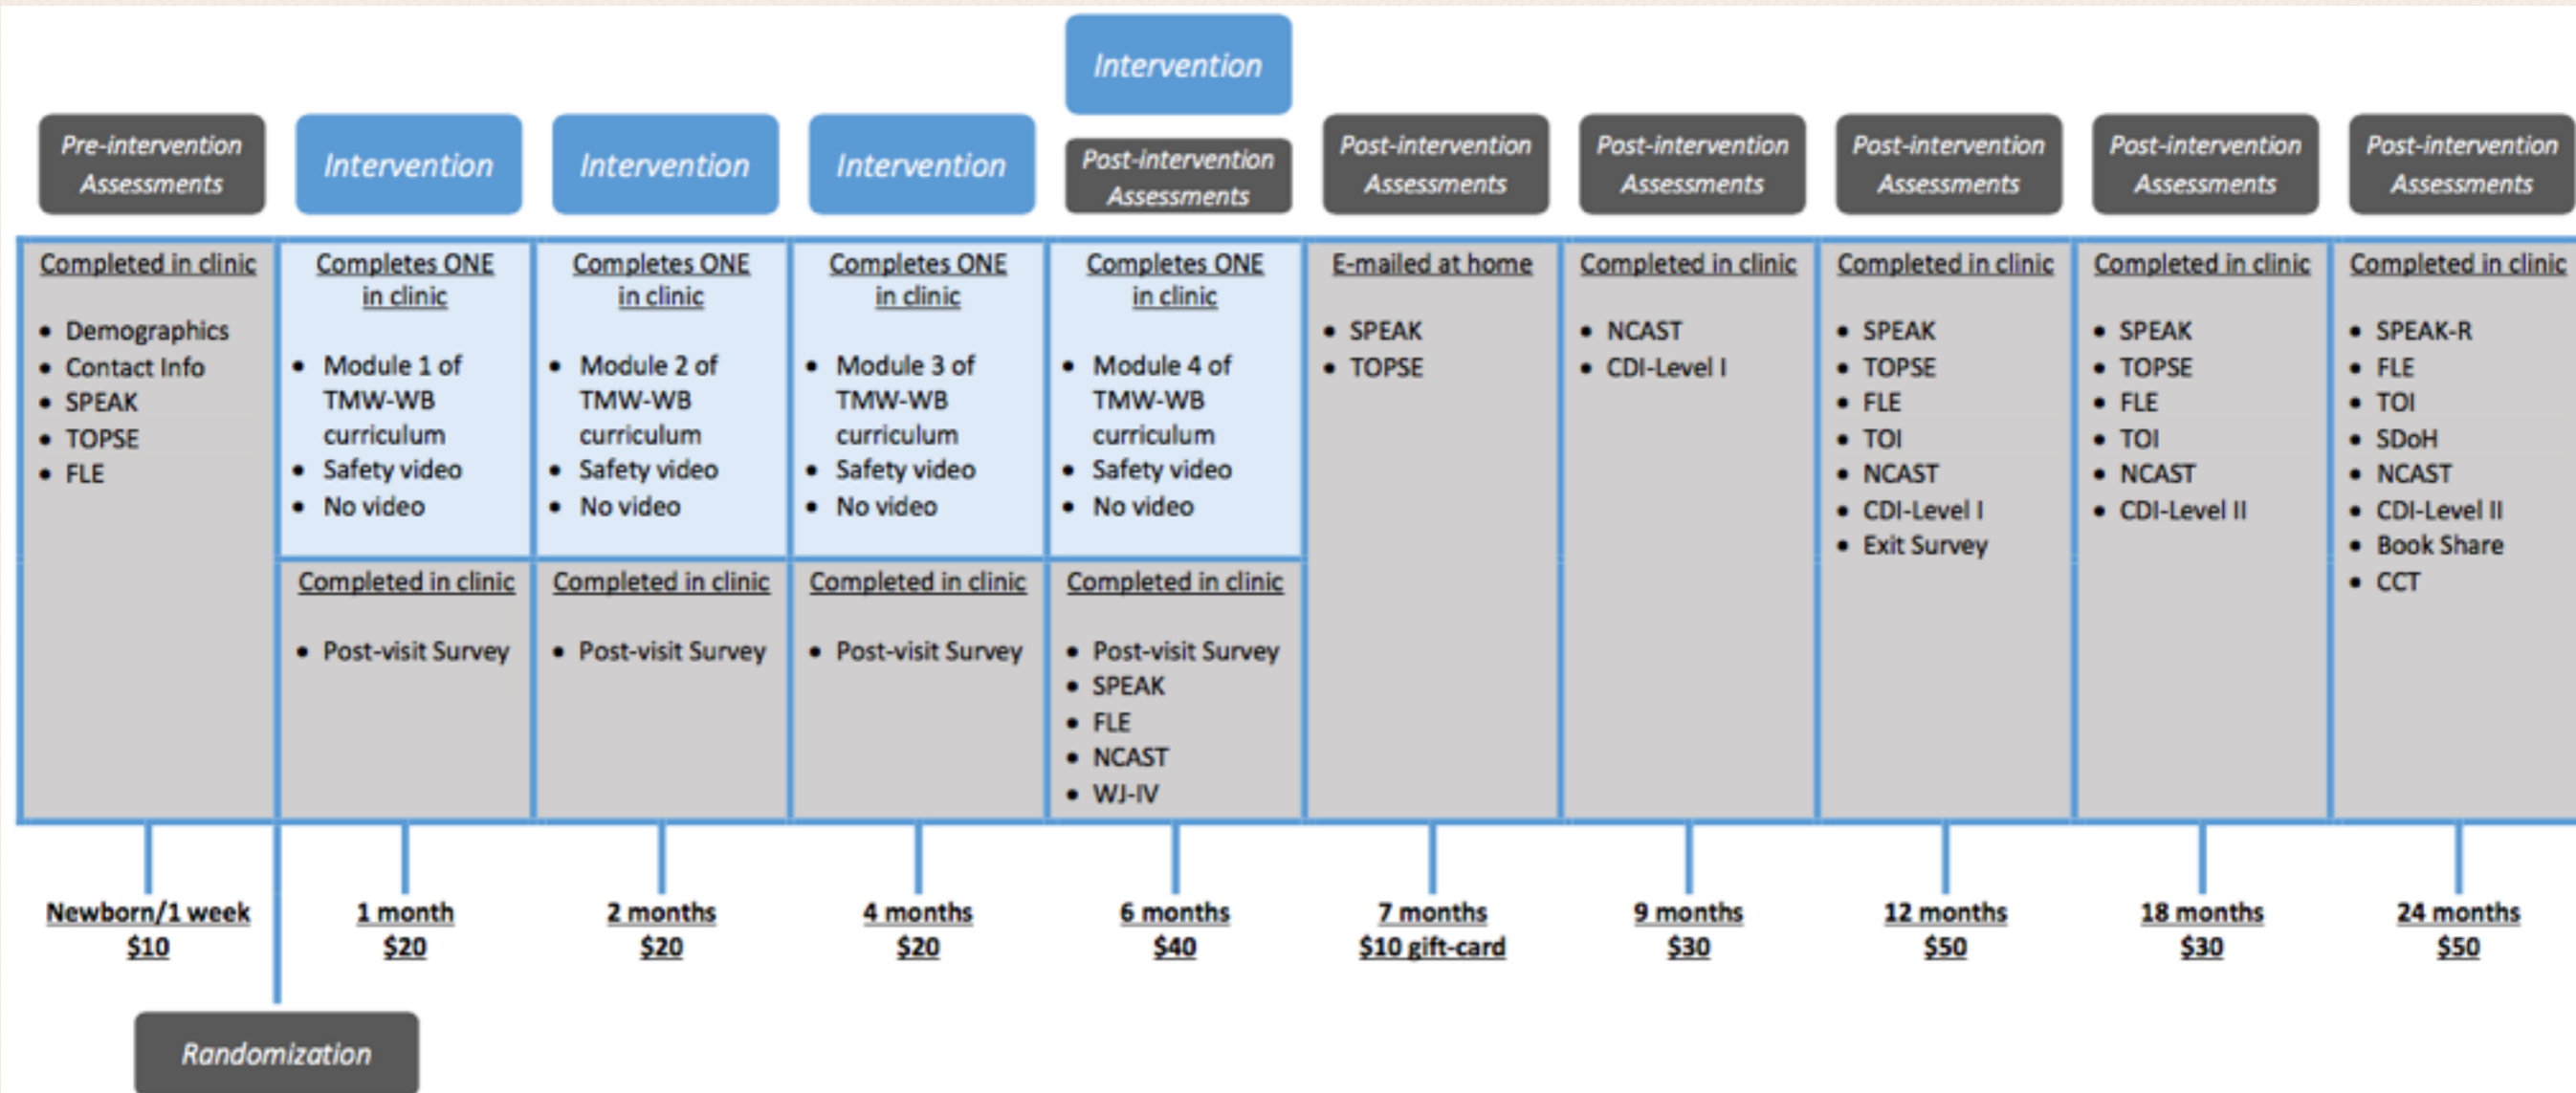 Intervention
Pre-intervention
Assessments
Intervention
Intervention
Intervention
Post-intervention
Assessments
Post-intervention
Assessments
Post-intervention
Assessments
Post-intervention
Assessments
Post-intervention
Assessments
Post-intervention
Assessments
Completed in clinic
• Demographics
• Contact Info
• SPEAK
• TOPSE
• FLE
Completes ONE
in clinic
• Module 1 of
TMW-WB
curriculum
• Safety video
• No video
Completed in clinic
• Post-visit Survey
Completes ONE
in clinic
• Module 2 of
TMW-WB
curriculum
• Safety video
• No video
Completed in clinic
• Post-visit Survey
Completes ONE
in clinic
• Module 3 of
TMW-WB
curriculum
• Safety video
• No video
Completed in clinic
• Post-visit Survey
Completes ONE
in clinic
• Module 4 of
TMW-WB
curriculum
• Safety video
• No video
Completed in clinic
• Post-visit Survey
• SPEAK
• FLE
• NCAST
• WJ-IV
E-mailed at home
• SPEAK
• TOPSE
Completed in clinic
• NCAST
• CDI-Level I
Completed in clinic
• SPEAK
• TOPSE
• FLE
• TOI
• NCAST
• CDI-Level I
• Exit Survey
Completed in clinic
• SPEAK
• TOPSE
• FLE
• TOI
• NCAST
• CDI-Level II
Completed in clinic
• SPEAK-R
• FLE
• TOI
• SDoH
• NCAST
• CDI-Level II
• Book Share
• CCT
Newborn/1 week
$10
1 month
$20
2 months
$20
4 months
$20
6 months
$40
7 months
$10 gift-card
9 months
$30
12 months
$50
18 months
$30
24 months
$50
Randomization